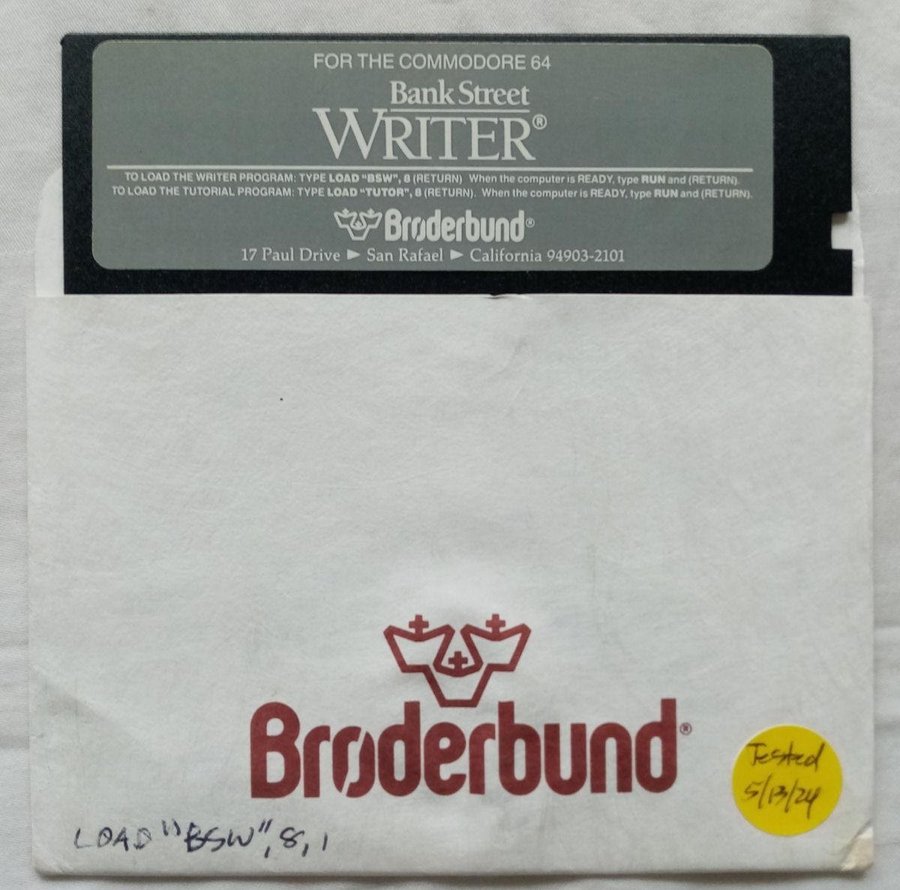 FOR THE COMMODORE 64
Bank Street
WRITER®
TO LOAD THE WRITER PROGRAM: TYPE LOAD "BSW", 8 (RETURN) When the computer is READY, type RUN and (RETURN).
TO LOAD THE TUTORIAL PROGRAM: TYPE LOAD "TUTOR", 8 (RETURN). When the computer is READY, type RUN and (RETURN).
Brøderbund®
17 Paul Drive ► San Rafael ► California 94903-2101
Brøderbund®
Tested
5/13/24
LOAD "BSW",8,1